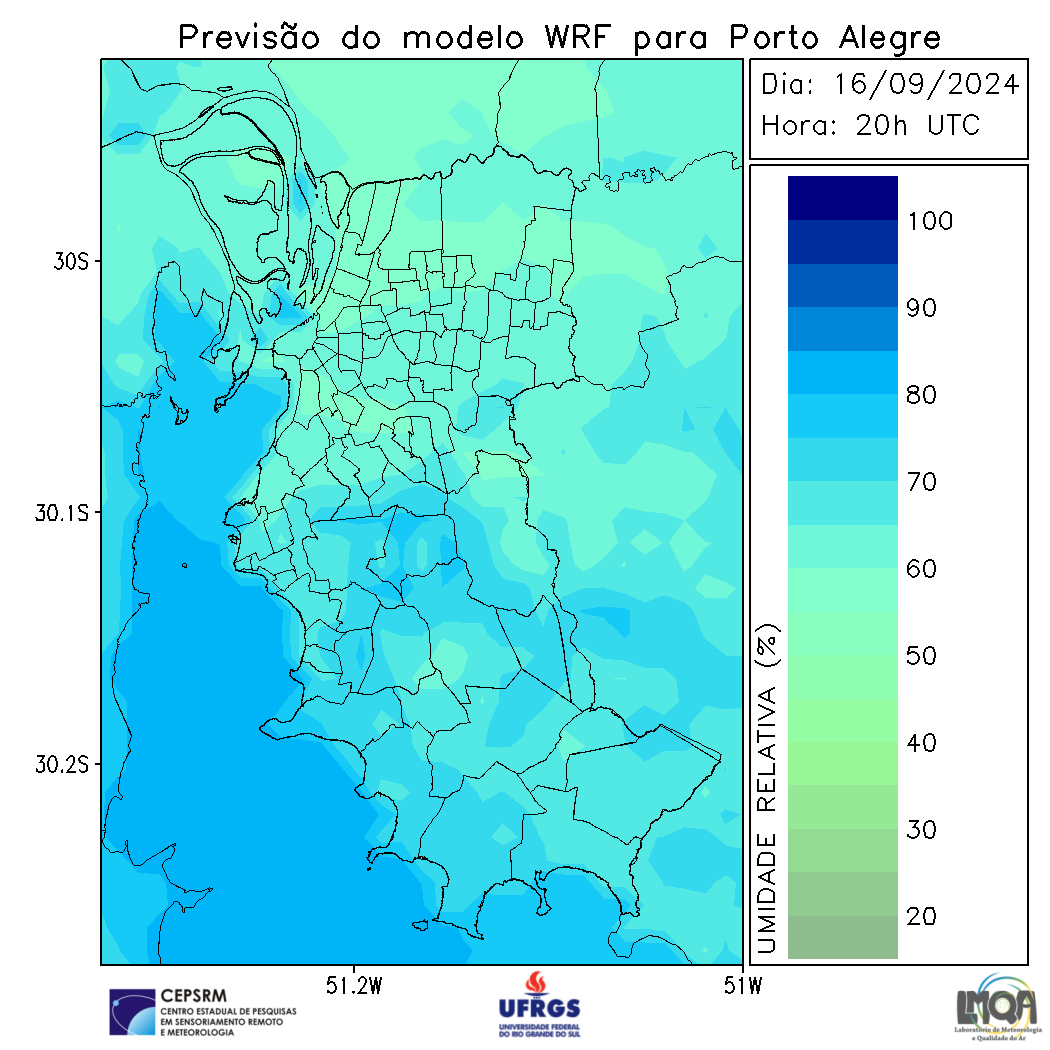 Previsão do modelo WRF para Porto Alegre
Dia: 16/09/2024
Hora: 20h UTC
100
90
80
70
60
50
40
30
20
UMIDADE RELATIVA (%)
30S
30.1S
30.2S
51.2W
51W
CEPSRM
CENTRO ESTADUAL DE PESQUISAS
EM SENSORIAMENTO REMOTO
E METEOROLOGIA
UFRGS
UNIVERSIDADE FEDERAL
DO RIO GRANDE DO SUL
LMQA
Laboratório de Meteorologia
e Qualidade do Ar